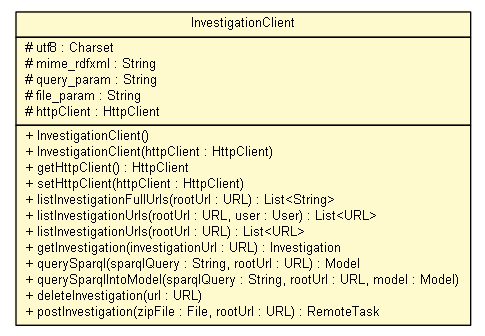 InvestigationClient
# utf8 : Charset
# mime_rdfxml : String
# query_param : String
# file_param : String
# httpClient : HttpClient
+ InvestigationClient()
+ InvestigationClient(httpClient : HttpClient)
+ getHttpClient() : HttpClient
+ setHttpClient(httpClient : HttpClient)
+ listInvestigationFullUrls(rootUrl : URL) : List<String>
+ listInvestigationUrls(rootUrl : URL, user : User) : List<URL>
+ listInvestigationUrls(rootUrl : URL) : List<URL>
+ getInvestigation(investigationUrl : URL) : Investigation
+ querySparql(sparqlQuery : String, rootUrl : URL) : Model
+ querySparqlIntoModel(sparqlQuery : String, rootUrl : URL, model : Model)
+ deleteInvestigation(url : URL)
+ postInvestigation(zipFile : File, rootUrl : URL) : RemoteTask